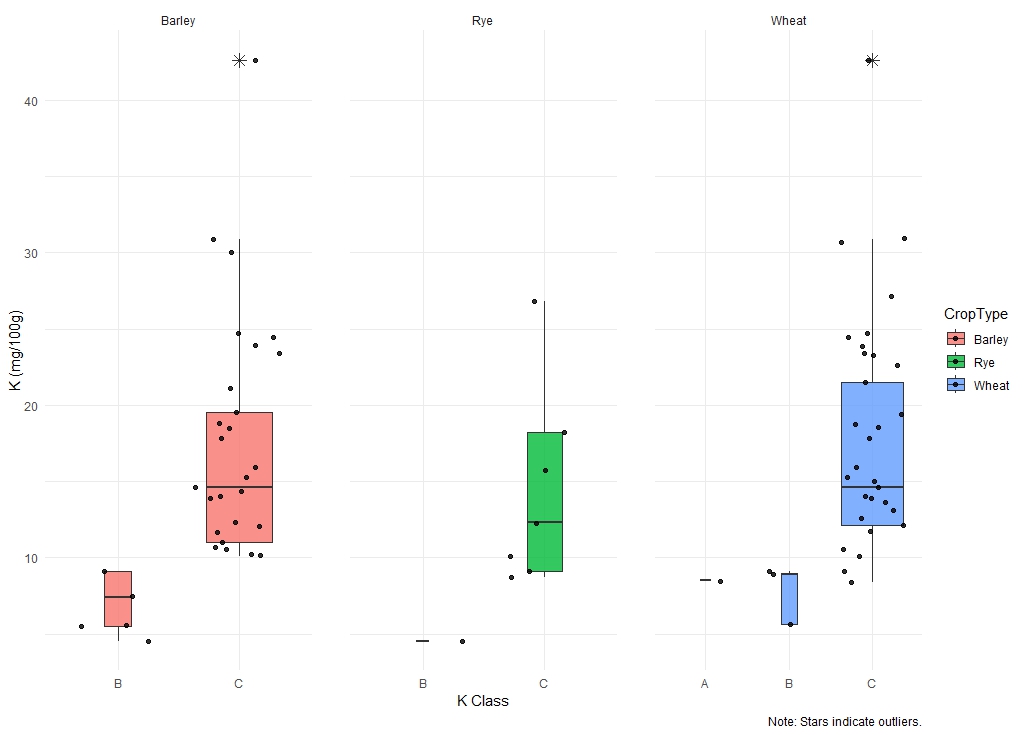 Barley
Rye
Wheat
K (mg/100g)
40
30
20
10
B
C
B
C
A
B
C
K Class
CropType
Barley
Rye
Wheat
Note: Stars indicate outliers.